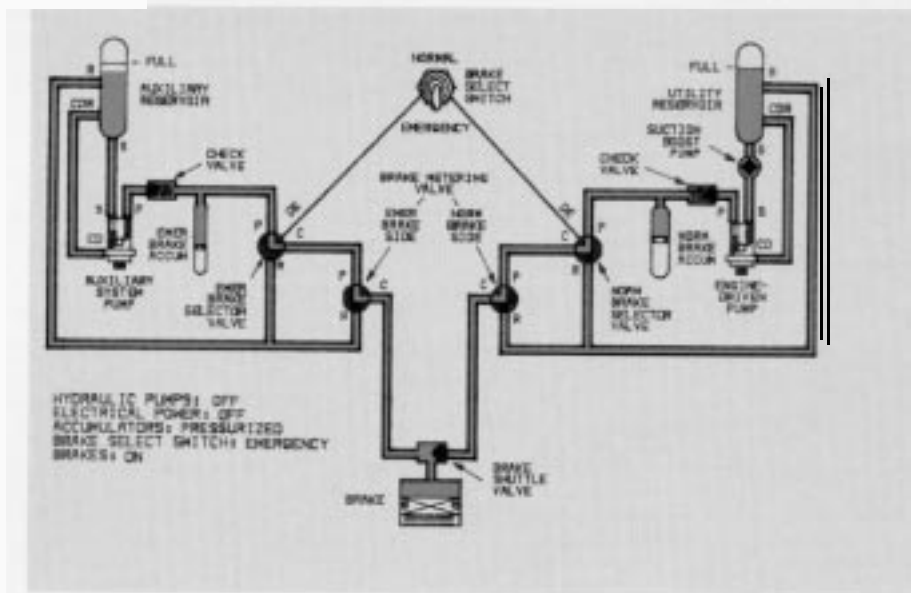 R
FULL
AUXILIARY
RESERVOIR
CDR
S
CHECK
VALVE
S
P
CD
AUXILIARY
SYSTEM
PUMP
EMER
BRAKE
ACCUM
P
DE
C
R
EMER
BRAKE
SELECTOR
VALVE
NORMAL
BRAKE
SELECT
SWITCH
EMERGENCY
BRAKE METERING
VALVE
EMER
BRAKE
SIDE
NORM
BRAKE
SIDE
P
C
R
P
C
R
FULL
R
UTILITY
RESERVOIR
CDR
SUCTION
BOOST
PUMP
S
CHECK
VALVE
P
S
CD
NORM
BRAKE
ACCUM
ENGINE-
DRIVEN
PUMP
DE
P
C
R
NORM
BRAKE
SELECTOR
VALVE
HYDRAULIC PUMPS: OFF
ELECTRICAL POWER: OFF
ACCUMULATORS: PRESSURIZED
BRAKE SELECT SWITCH: EMERGENCY
BRAKES: ON
BRAKE
SHUTTLE
VALVE
BRAKE